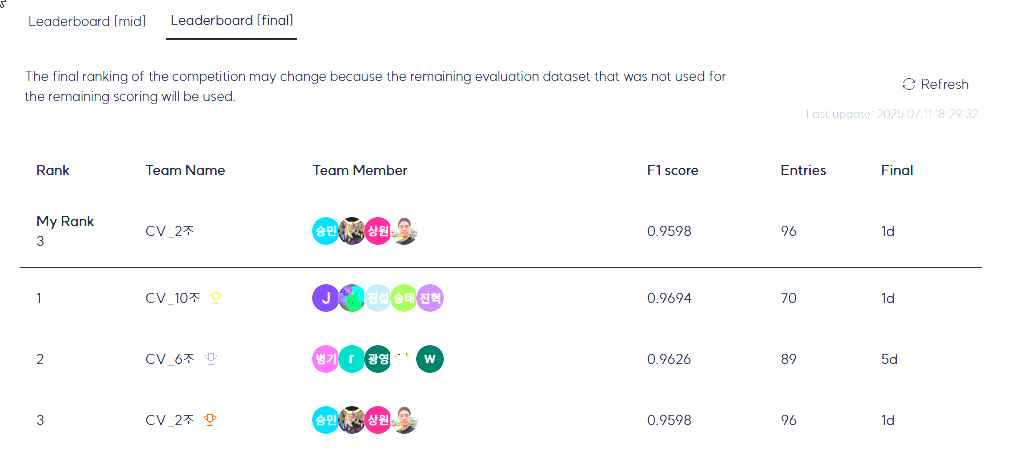 Leaderboard [mid]
Leaderboard [final]
The final ranking of the competition may change because the remaining evaluation dataset that was not used for
the remaining scoring will be used.
Refresh
Last update: 2025.07.11 18:29:32
Rank Team Name Team Member F1 score Entries Final
My Rank
3 CV_2조 승민 상원 0.9598 96 1d
1 CV_10조 J 진섭 승태 진혁 0.9694 70 1d
2 CV_6조 병기 r 광영 w 0.9626 89 5d
3 CV_2조 승민 상원 0.9598 96 1d